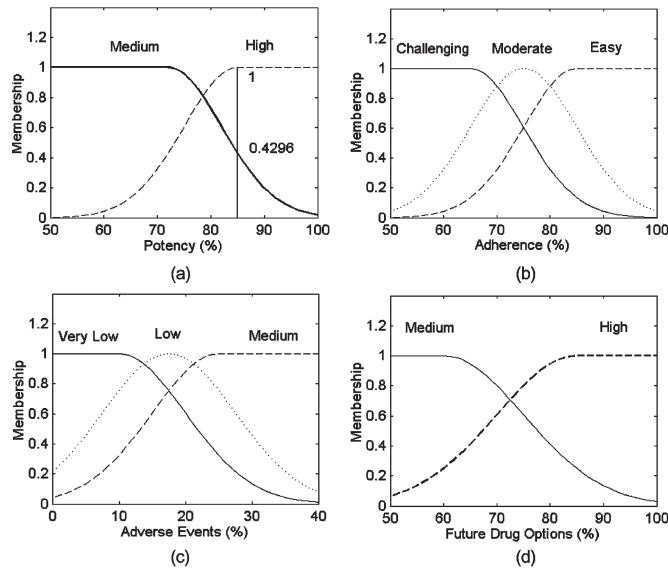 Medium High
1.2
1
0.8
0.6
0.4
0.2
0
Membership
1
0.4296
50 60 70 80 90 100
Potency (%)
(a)
Challenging Moderate Easy
1.2
1
0.8
0.6
0.4
0.2
0
Membership
50 60 70 80 90 100
Adherence (%)
(b)
Very Low Low Medium
1.2
1
0.8
0.6
0.4
0.2
0
Membership
0 10 20 30 40
Adverse Events (%)
(c)
Medium High
1.2
1
0.8
0.6
0.4
0.2
0
Membership
50 60 70 80 90 100
Future Drug Options (%)
(d)